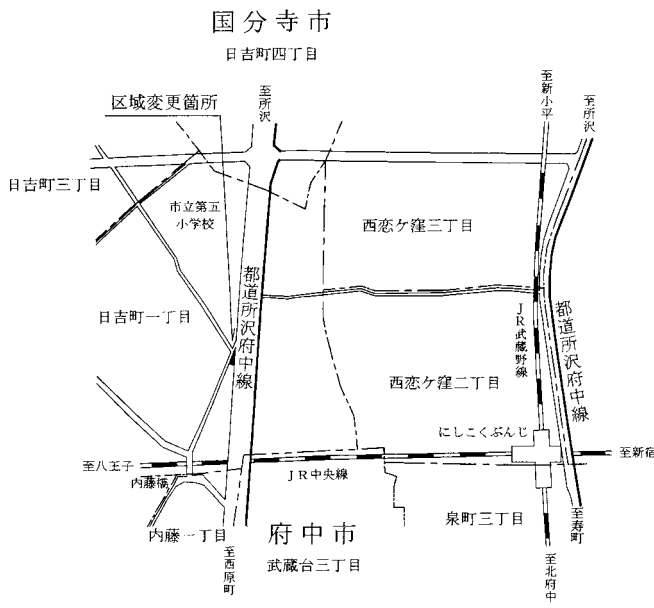 国分寺市
日吉町四丁目
区域変更箇所
至所沢
至新小平
至所沢
日吉町三丁目
市立第五
小学校
西恋ケ窪三丁目
都道所沢府中線
日吉町一丁目
JR武蔵野線
都道所沢府中線
西恋ケ窪二丁目
にしこくぶんじ
至八王子
JR中央線
至新宿
内藤橋
内藤一丁目
府中市
泉町三丁目
至寿町
至西原町
武蔵台三丁目
至北府中